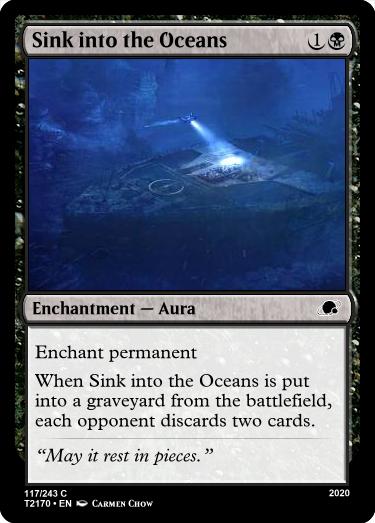 Sink into the Oceans 1
Enchantment — Aura
Enchant permanent
When Sink into the Oceans is put
into a graveyard from the battlefield,
each opponent discards two cards.
“May it rest in pieces.”
117/243 C 2020
T2170 • EN Carmen Chow